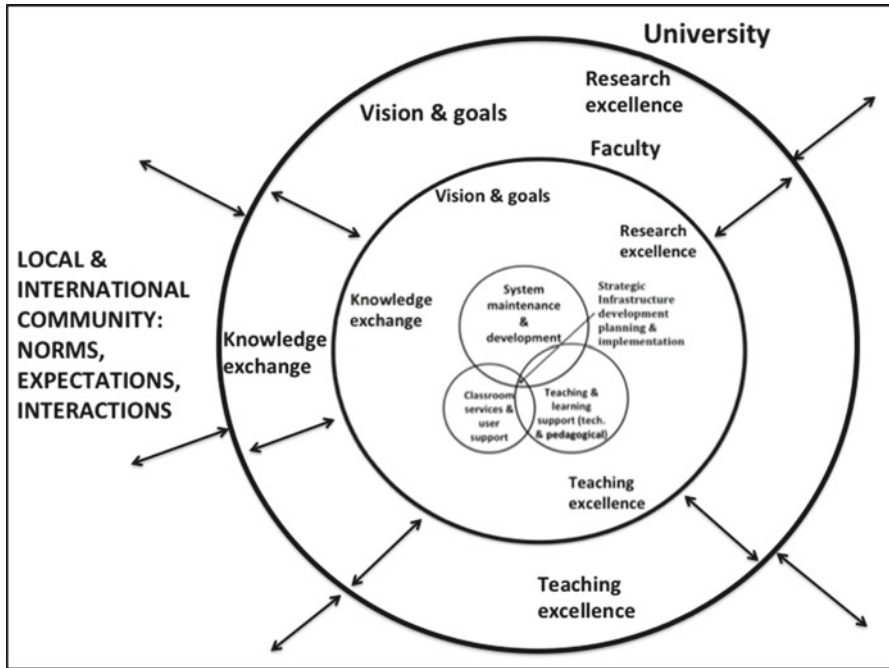 University
Research
excellence
Vision & goals
Faculty
Vision & goals
Research
excellence
LOCAL &
INTERNATIONAL
COMMUNITY:
NORMS,
EXPECTATIONS,
INTERACTIONS
Knowledge
exchange
Knowledge
exchange
System
maintenance
&
development
Strategic
Infrastructure
development
planning &
implementation
Classroom
services &
user
support
Teaching &
learning
support (tech.
& pedagogical)
Teaching
excellence
Teaching
excellence